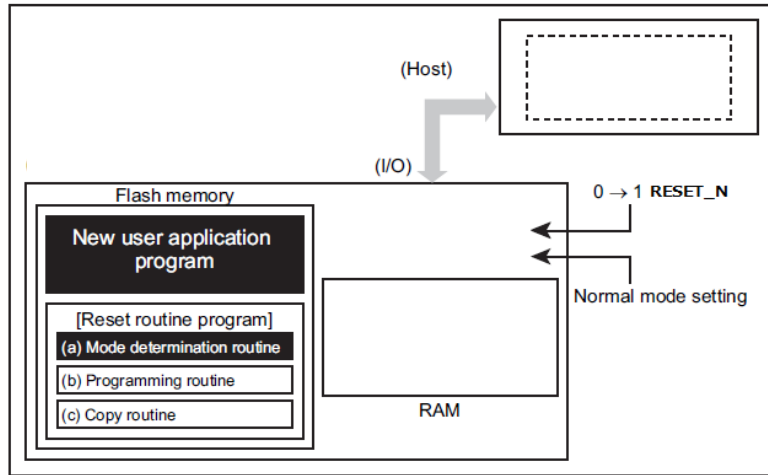 (Host)
(I/O)
Flash memory
0 → 1 RESET_N
New user application
program
Normal mode setting
[Reset routine program]
(a) Mode determination routine
(b) Programming routine
(c) Copy routine
RAM